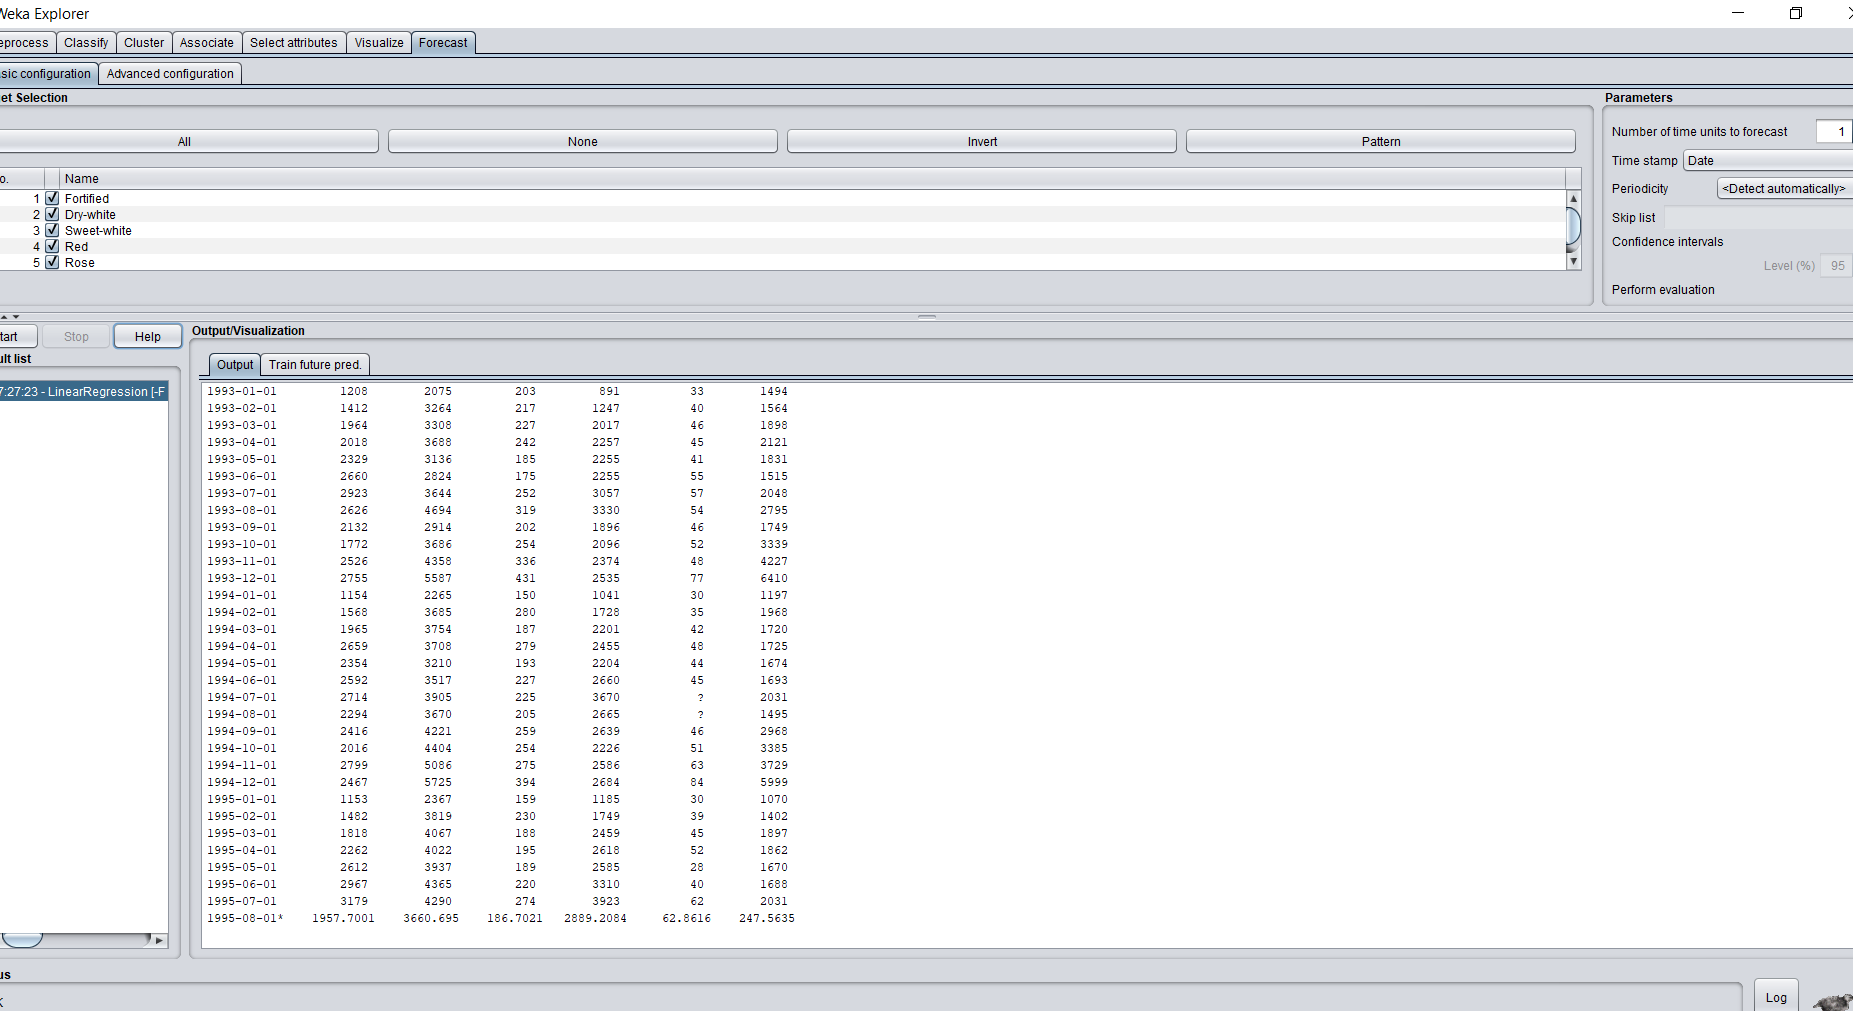 Weka Explorer
eprocess Classify Cluster Associate Select attributes Visualize Forecast
sic configuration Advanced configuration
et Selection
All None Invert Pattern
o. Name
1 Fortified
2 Dry-white
3 Sweet-white
4 Red
5 Rose
Parameters
Number of time units to forecast 1
Time stamp Date
Periodicity <Detect automatically>
Skip list
Confidence intervals
Level (%) 95
Perform evaluation
tart Stop Help
ult list
7:27:23 - LinearRegression [-F
Output/Visualization
Output Train future pred.
1993-01-01 1208 2075 203 891 33 1494
1993-02-01 1412 3264 217 1247 40 1564
1993-03-01 1964 3308 227 2017 46 1898
1993-04-01 2018 3688 242 2257 45 2121
1993-05-01 2329 3136 185 2255 41 1831
1993-06-01 2660 2824 175 2255 55 1515
1993-07-01 2923 3644 252 3057 57 2048
1993-08-01 2626 4694 319 3330 54 2795
1993-09-01 2132 2914 202 1896 46 1749
1993-10-01 1772 3686 254 2096 52 3339
1993-11-01 2526 4358 336 2374 48 4227
1993-12-01 2755 5587 431 2535 77 6410
1994-01-01 1154 2265 150 1041 30 1197
1994-02-01 1568 3685 280 1728 35 1968
1994-03-01 1965 3754 187 2201 42 1720
1994-04-01 2659 3708 279 2455 48 1725
1994-05-01 2354 3210 193 2204 44 1674
1994-06-01 2592 3517 227 2660 45 1693
1994-07-01 2714 3905 225 3670 ? 2031
1994-08-01 2294 3670 205 2665 ? 1495
1994-09-01 2416 4221 259 2639 46 2968
1994-10-01 2016 4404 254 2226 51 3385
1994-11-01 2799 5086 275 2586 63 3729
1994-12-01 2467 5725 394 2684 84 5999
1995-01-01 1153 2367 159 1185 30 1070
1995-02-01 1482 3819 230 1749 39 1402
1995-03-01 1818 4067 188 2459 45 1897
1995-04-01 2262 4022 195 2618 52 1862
1995-05-01 2612 3937 189 2585 28 1670
1995-06-01 2967 4365 220 3310 40 1688
1995-07-01 3179 4290 274 3923 62 2031
1995-08-01* 1957.7001 3660.695 186.7021 2889.2084 62.8616 247.5635
us
K
Log